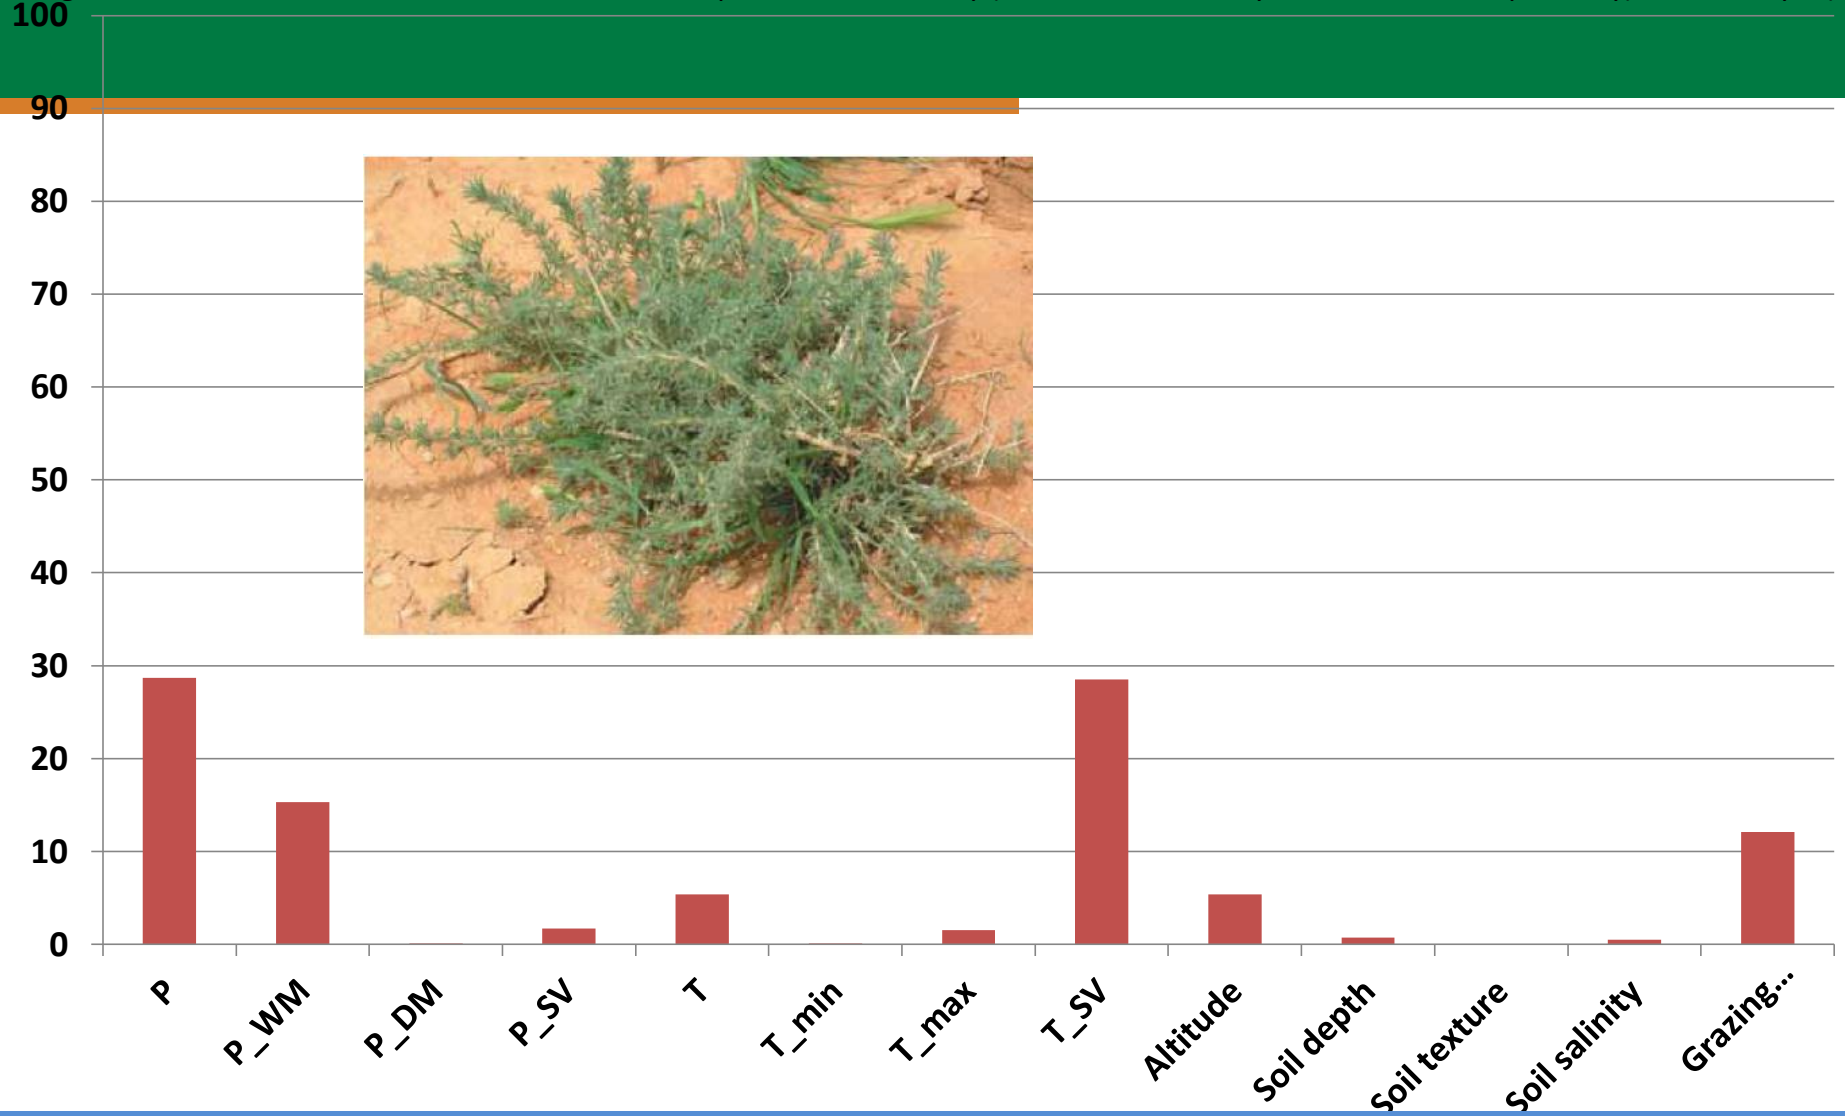 100
90
80
70
60
50
40
30
20
10
0
P
P_WM
P_DM
P_SV
T
T_min
T_max
T_SV
Altitude
Soil depth
Soil texture
Soil salinity
Grazing...